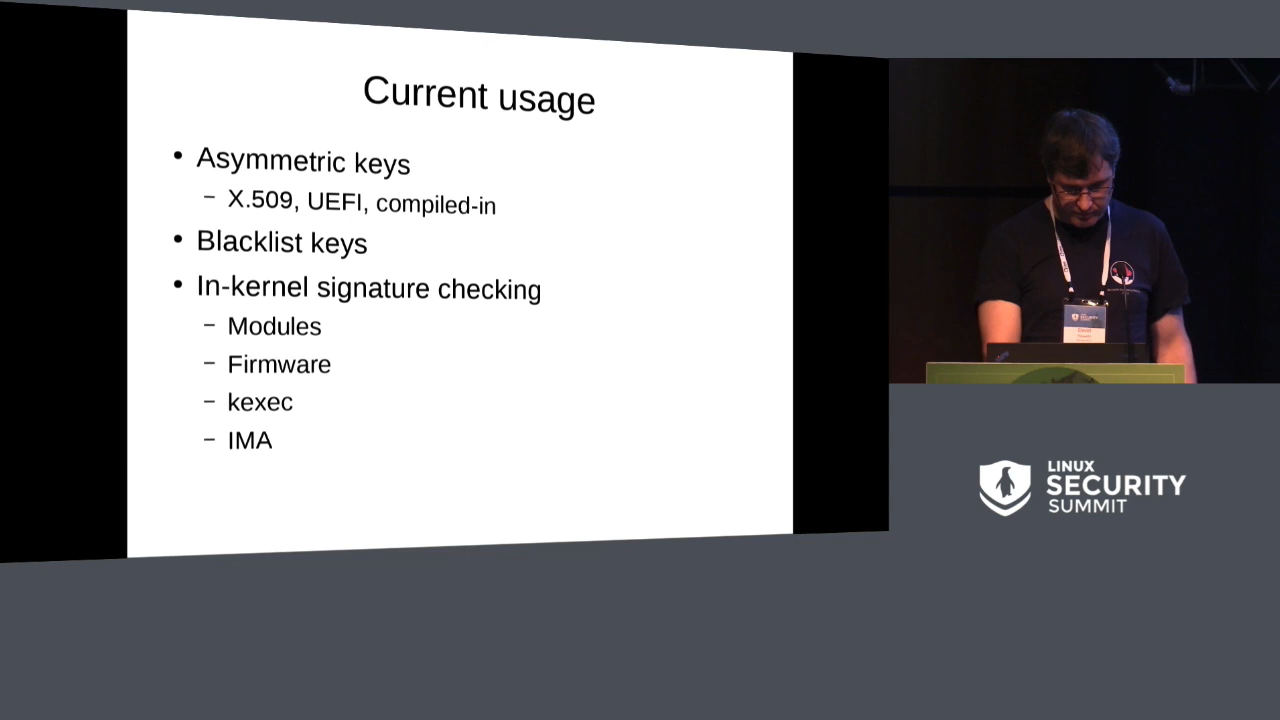 Current usage
• Asymmetric keys
– X.509, UEFI, compiled-in
• Blacklist keys
• In-kernel signature checking
– Modules
– Firmware
– kexec
– IMA
David
LINUX
SECURITY
SUMMIT